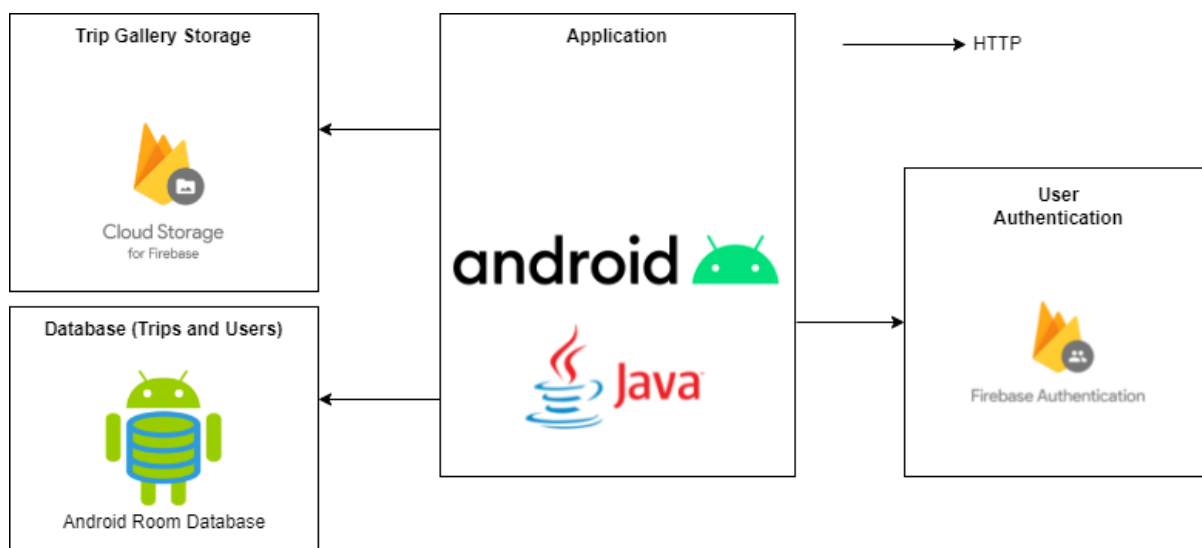 Trip Gallery Storage
Cloud Storage
for Firebase
Database (Trips and Users)
Android Room Database
Application
android
Java
HTTP
User
Authentication
Firebase Authentication